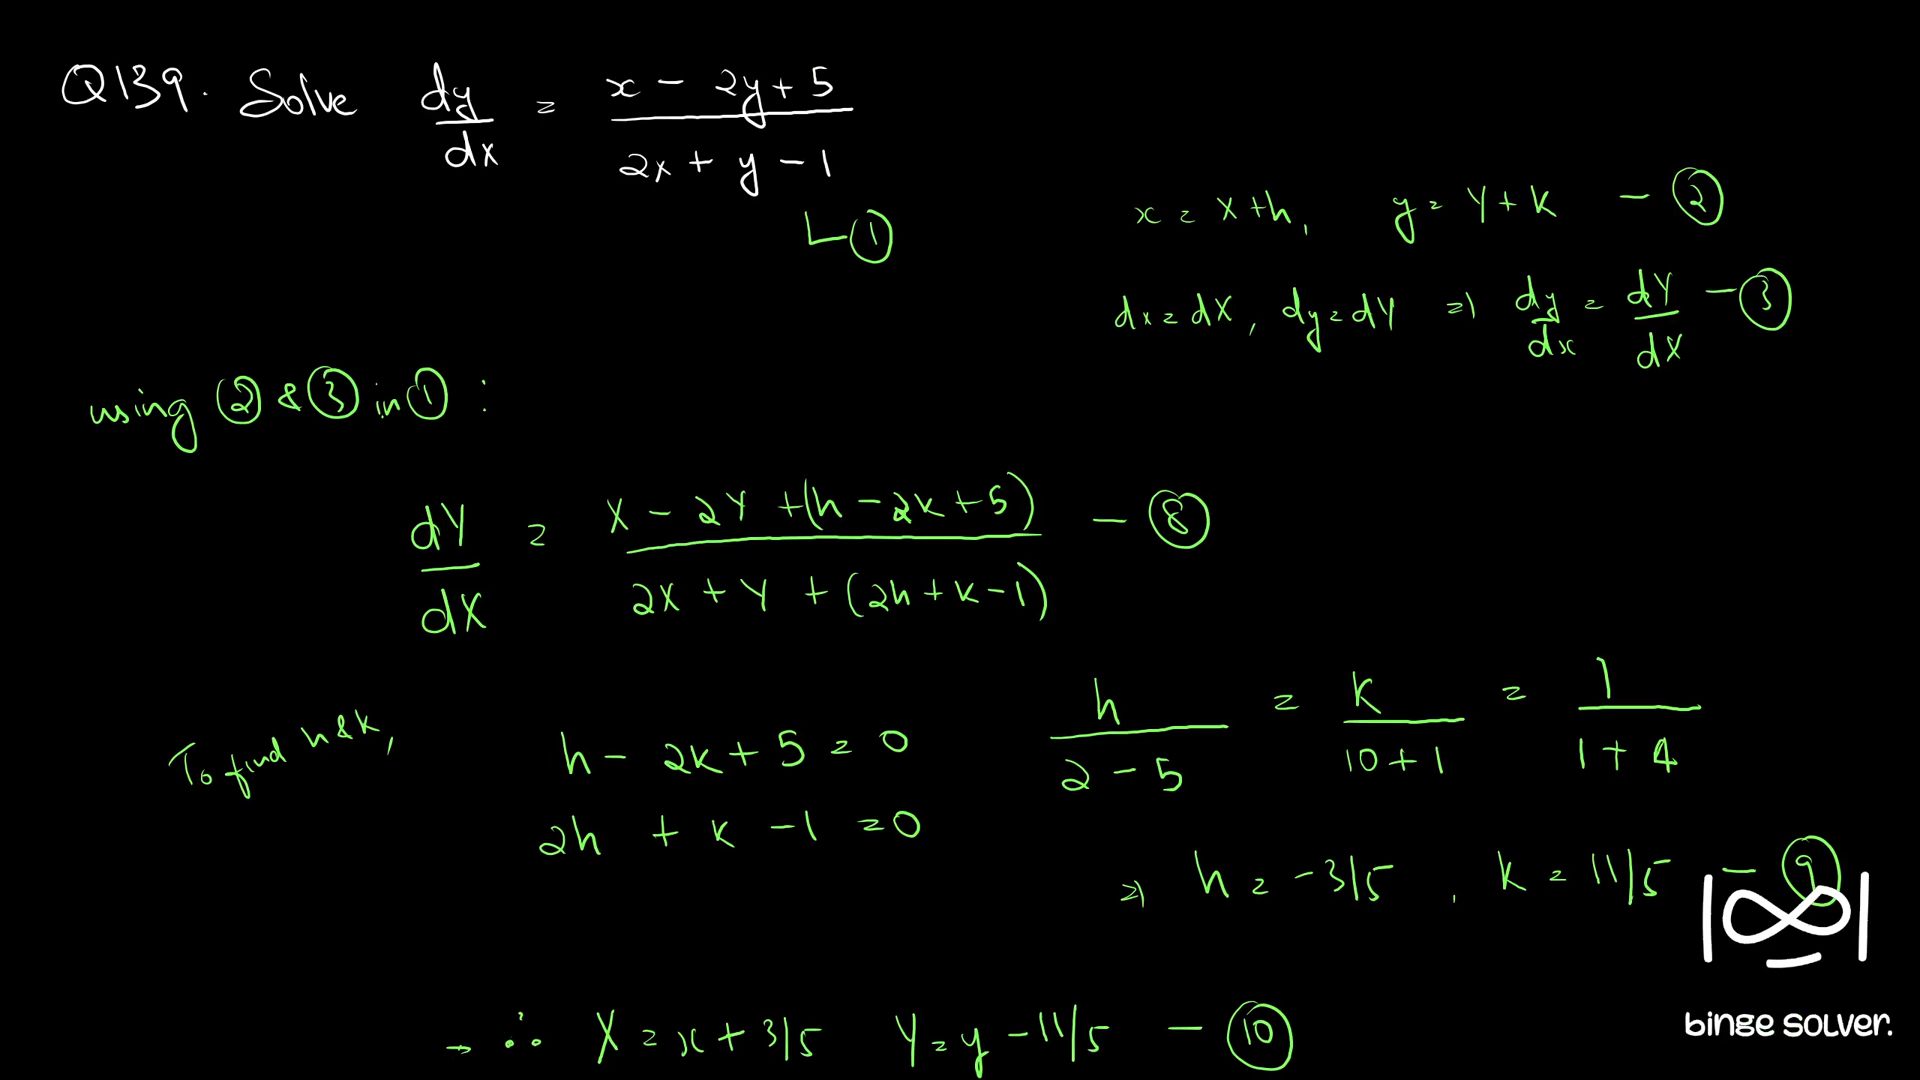 Q139. Solve dy/dx = (x - 2y + 5)/(2x + y - 1)
①
x = X + h, y = Y + k - ②
dx = dX, dy = dY ⇒ dy/dx = dY/dX - ③
using ② & ③ in ① :
dY/dX = (X - 2Y + (h - 2k + 5))/(2X + Y + (2h + k - 1)) - ⑧
To find h & k,
h - 2k + 5 = 0
2h + k - 1 = 0
h/(2 - 5) = k/(10 + 1) = 1/(1 + 4)
⇒ h = -3/5, k = 11/5 - ⑨
→ ∴ X = x + 3/5 Y = y - 11/5 - ⑩
binge solver.